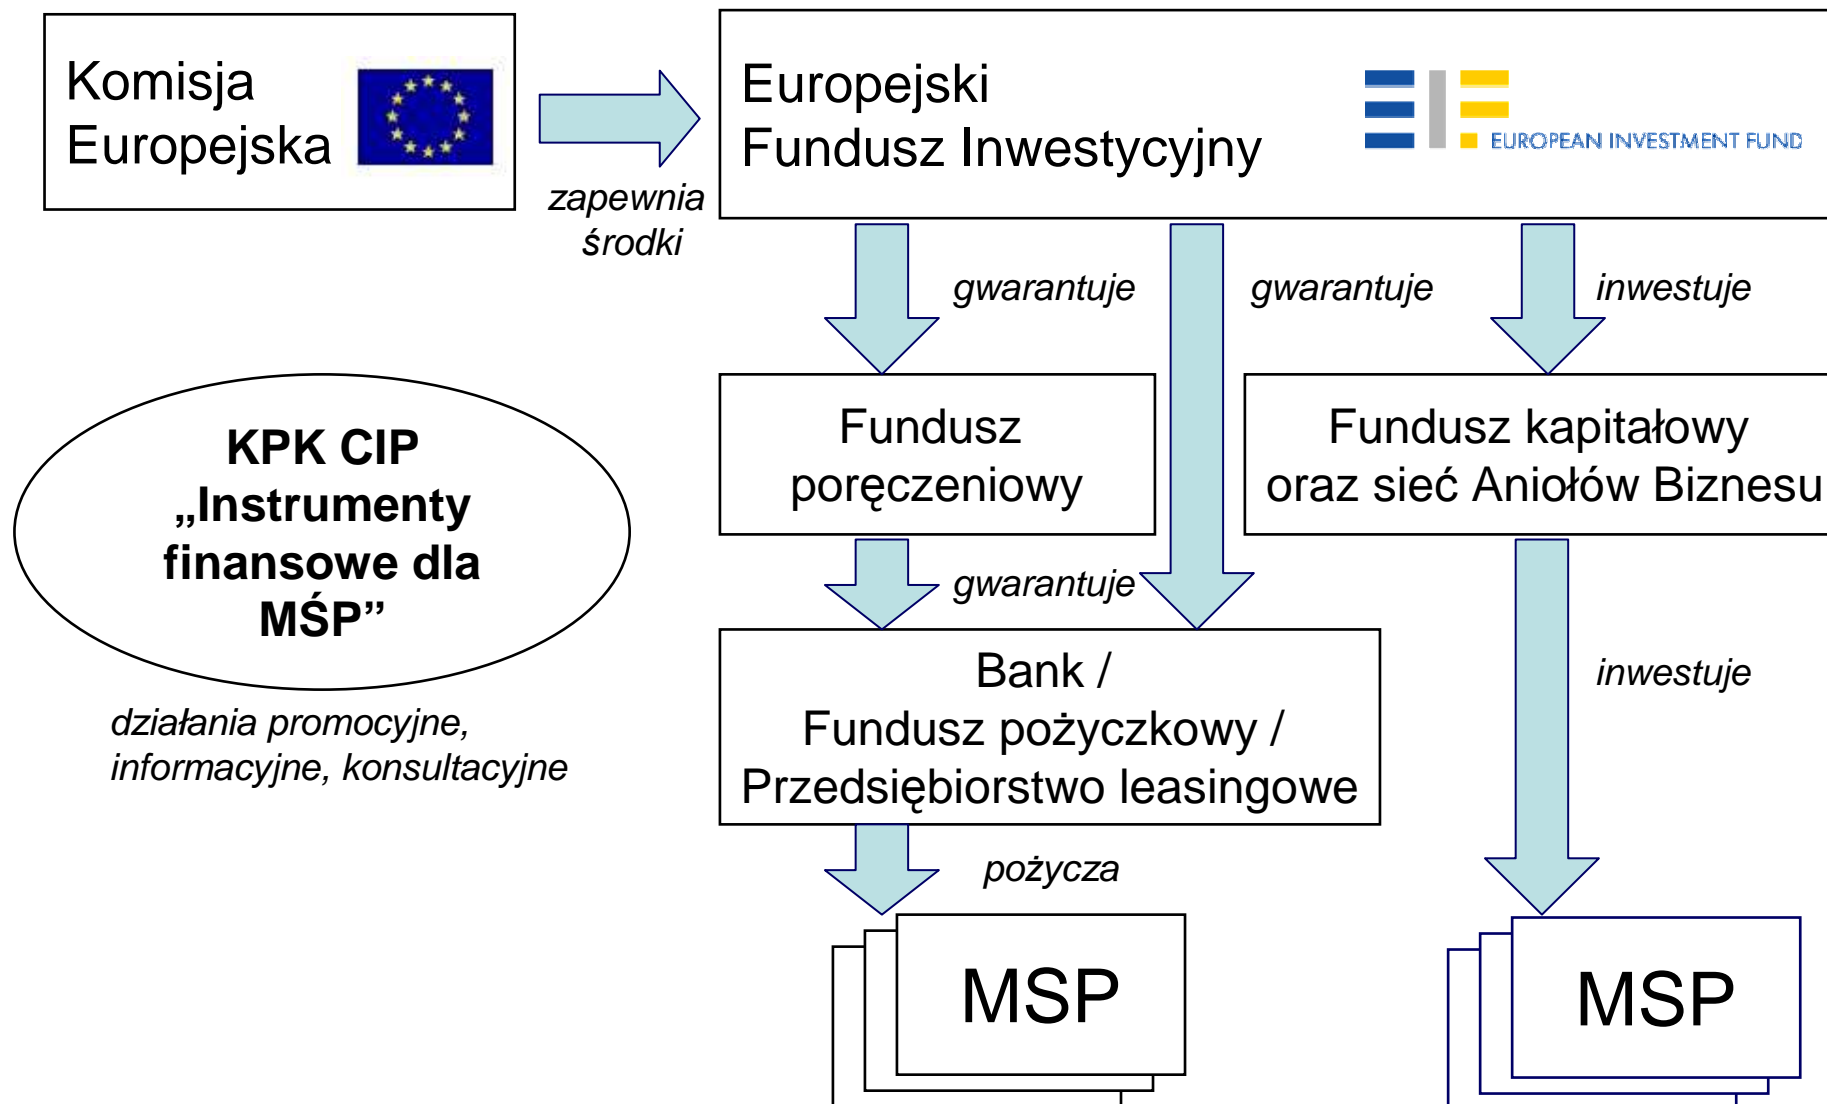 Komisja
Europejska
zapewnia
środki
Europejski
Fundusz Inwestycyjny
EUROPEAN INVESTMENT FUND
gwarantuje
gwarantuje
inwestuje
KPK CIP
„Instrumenty
finansowe dla
MŚP”
działania promocyjne,
informacyjne, konsultacyjne
Fundusz
poręczeniowy
Fundusz kapitałowy
oraz sieć Aniołów Biznesu
gwarantuje
Bank /
Fundusz pożyczkowy /
Przedsiębiorstwo leasingowe
inwestuje
pożycza
MSP
MSP